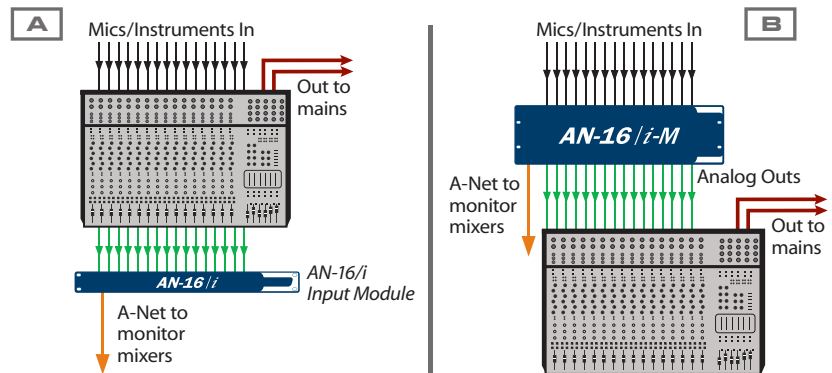 A
Mics/Instruments In
Out to
mains
AN-16/i
AN-16/i
Input Module
A-Net to
monitor
mixers
B
Mics/Instruments In
AN-16/i-M
Analog Outs
A-Net to
monitor
mixers
Out to
mains